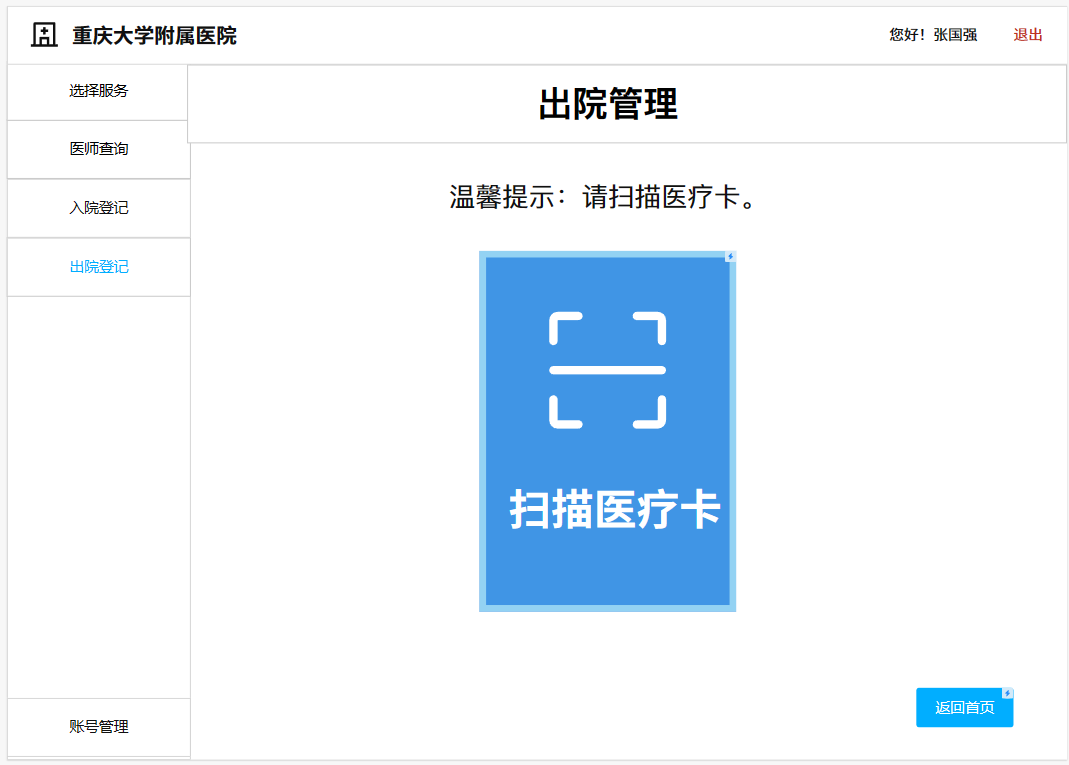 重庆大学附属医院
您好！张国强
退出
选择服务
医师查询
入院登记
出院登记
账号管理
出院管理
温馨提示：请扫描医疗卡。
扫描医疗卡
返回首页